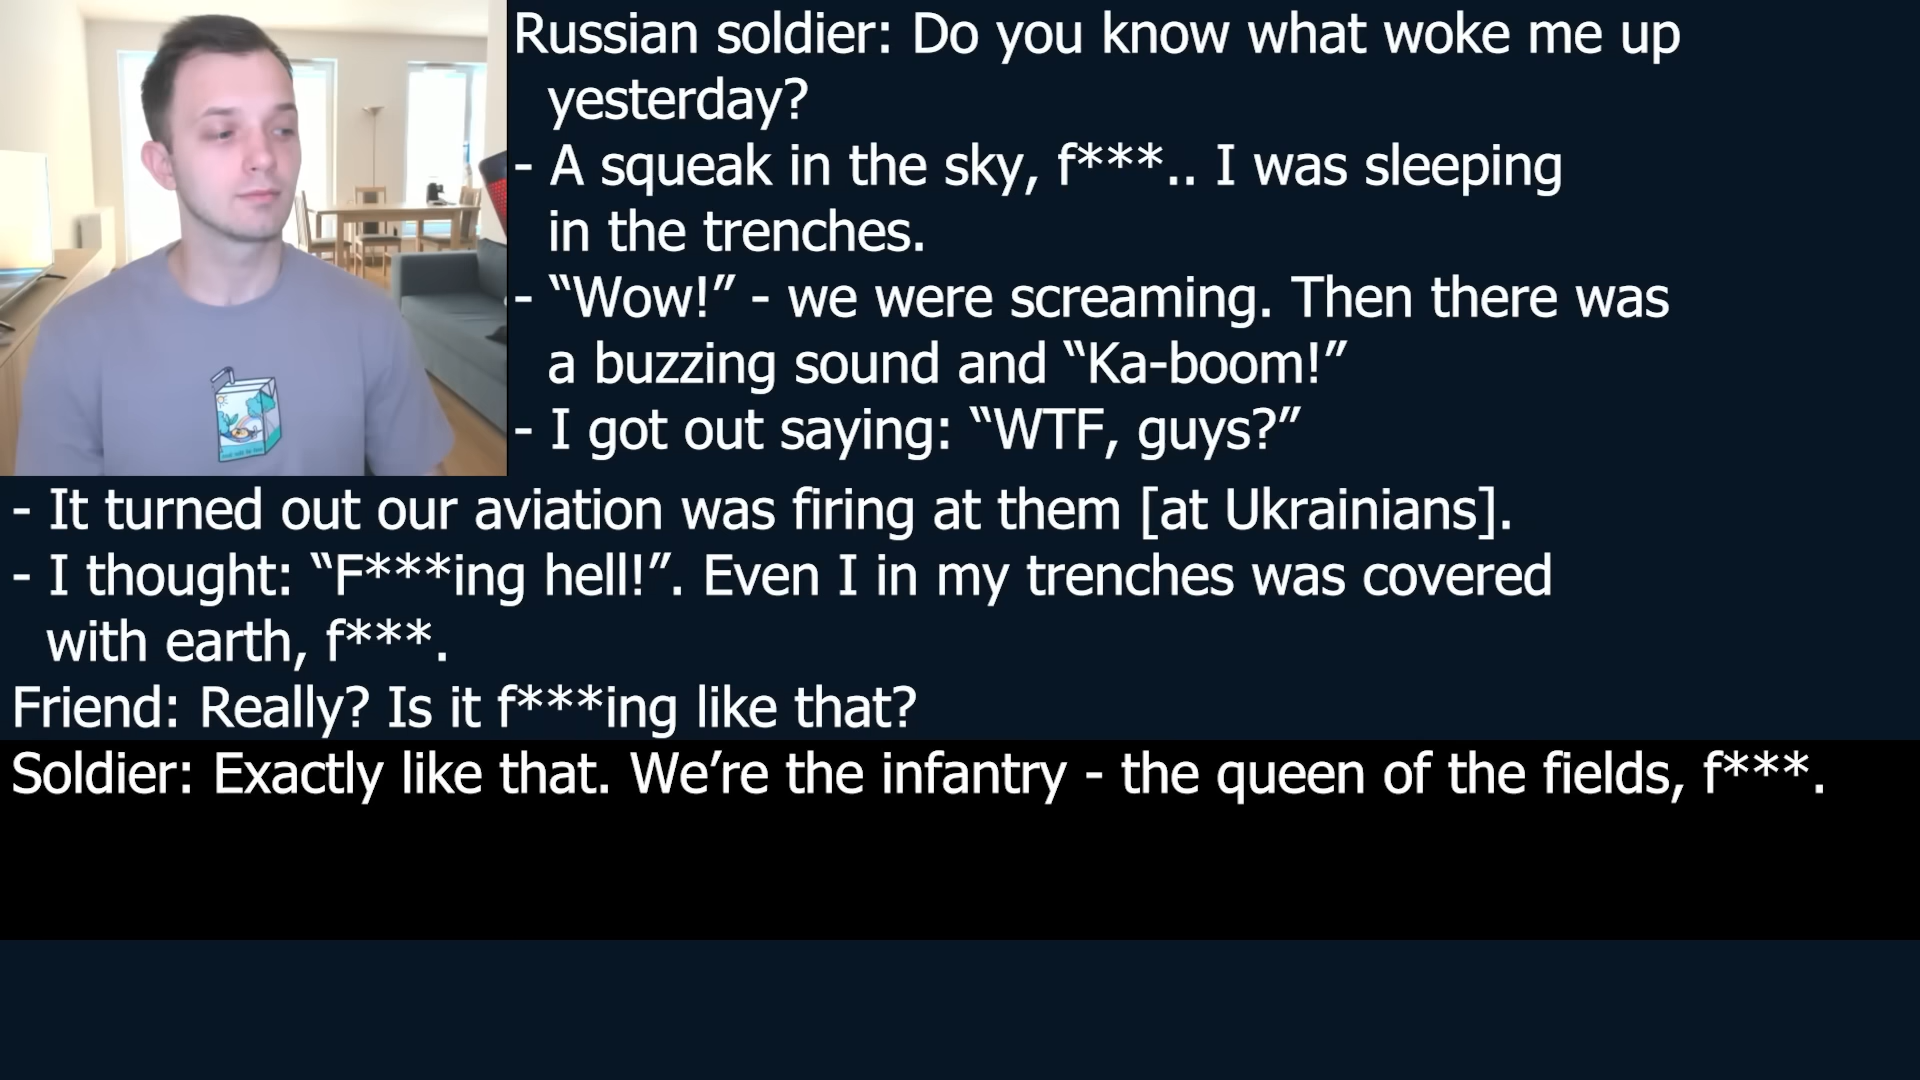 Russian soldier: Do you know what woke me up
yesterday?
- A squeak in the sky, f***.. I was sleeping
in the trenches.
- “Wow!” - we were screaming. Then there was
a buzzing sound and “Ka-boom!”
- I got out saying: “WTF, guys?”
- It turned out our aviation was firing at them [at Ukrainians].
- I thought: “F***ing hell!”. Even I in my trenches was covered
with earth, f***.
Friend: Really? Is it f***ing like that?
Soldier: Exactly like that. We’re the infantry - the queen of the fields, f***.